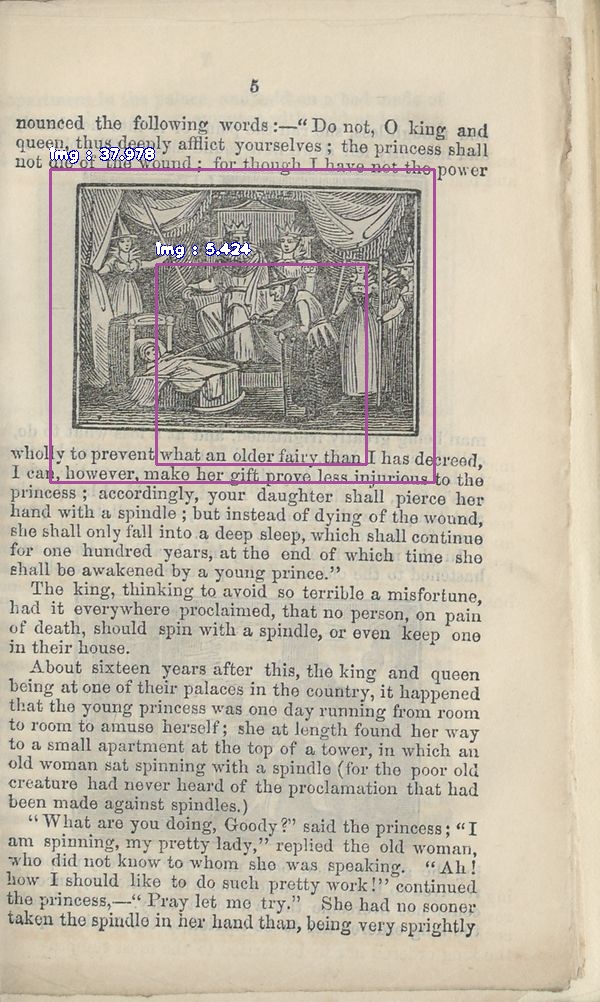 5
nounced the following words :—“ Do not, O king and
queen, thus deeply afflict yourselves ; the princess shall
Img : 37.978
not die of the wound ; for though I have not the power
Img : 5.424
wholly to prevent what an older fairy than I has decreed,
I can, however, make her gift prove less injurious to the
princess ; accordingly, your daughter shall pierce her
hand with a spindle ; but instead of dying of the wound,
she shall only fall into a deep sleep, which shall continue
for one hundred years, at the end of which time she
shall be awakened by a young prince.”
The king, thinking to avoid so terrible a misfortune,
had it everywhere proclaimed, that no person, on pain
of death, should spin with a spindle, or even keep one
in their house.
About sixteen years after this, the king and queen
being at one of their palaces in the country, it happened
that the young princess was one day running from room
to room to amuse herself; she at length found her way
to a small apartment at the top of a tower, in which an
old woman sat spinning with a spindle (for the poor old
creature had never heard of the proclamation that had
been made against spindles.)
“What are you doing, Goody?” said the princess; “I
am spinning, my pretty lady,” replied the old woman,
who did not know to whom she was speaking. “Ah!
how I should like to do such pretty work!” continued
the princess,—“ Pray let me try.” She had no sooner
taken the spindle in her hand than, being very sprightly